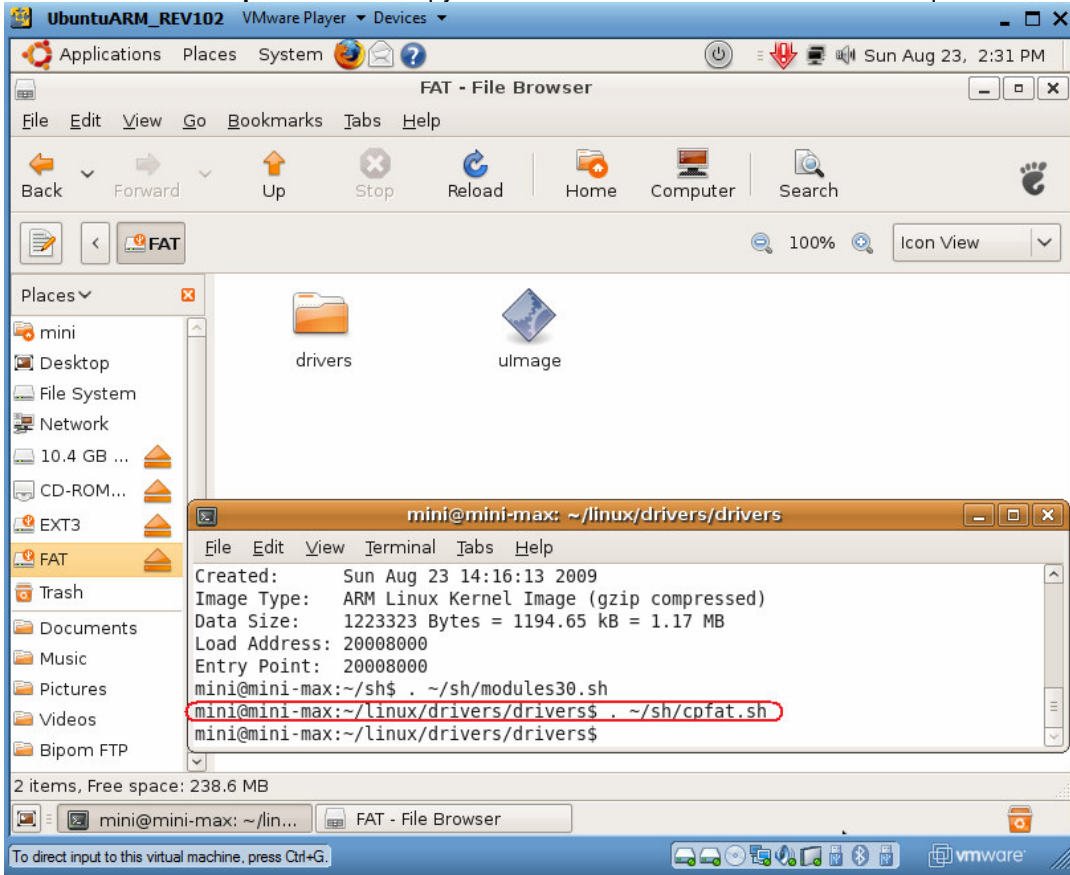 UbuntuARM_REV102 VMware Player Devices
Applications Places System Sun Aug 23, 2:31 PM
FAT - File Browser
File Edit View Go Bookmarks Tabs Help
Back Forward Up Stop Reload Home Computer Search
FAT 100% Icon View
Places
mini
Desktop
File System
Network
10.4 GB ...
CD-ROM...
EXT3
FAT
Trash
Documents
Music
Pictures
Videos
Bipom FTP
drivers uImage
mini@mini-max: ~/linux/drivers/drivers
File Edit View Terminal Tabs Help
Created: Sun Aug 23 14:16:13 2009
Image Type: ARM Linux Kernel Image (gzip compressed)
Data Size: 1223323 Bytes = 1194.65 kB = 1.17 MB
Load Address: 20008000
Entry Point: 20008000
mini@mini-max:~/sh$ . ~/sh/modules30.sh
mini@mini-max:~/linux/drivers/drivers$ . ~/sh/cpfat.sh
mini@mini-max:~/linux/drivers/drivers$
2 items, Free space: 238.6 MB
mini@mini-max: ~/lin... FAT - File Browser
To direct input to this virtual machine, press Ctrl+G. vmware